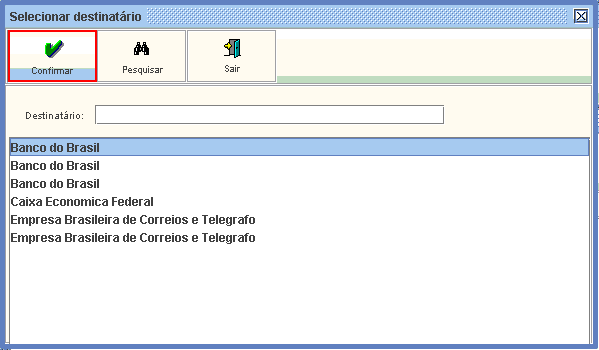 Selecionar destinatário
Confirmar
Pesquisar
Sair
Destinatário:
Banco do Brasil
Banco do Brasil
Banco do Brasil
Caixa Economica Federal
Empresa Brasileira de Correios e Telegrafo
Empresa Brasileira de Correios e Telegrafo